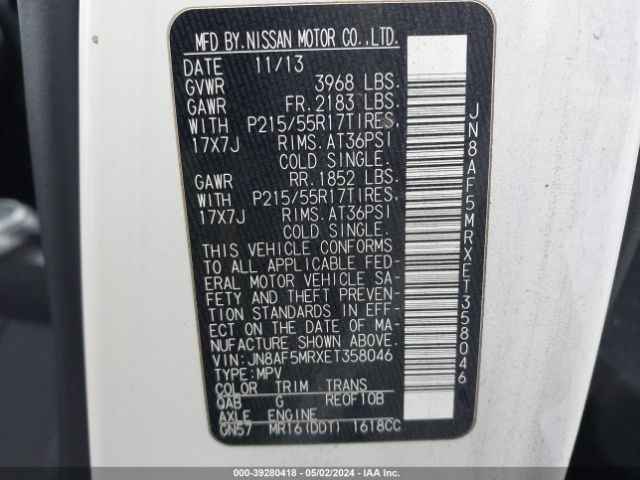 MFD BY.NISSAN MOTOR CO.,LTD.
DATE 11/13
GVWR 3968 LBS.
GAWR FR.2183 LBS.
WITH P215/55R17TIRES.
17X7J RIMS.AT36PSI
COLD SINGLE.
GAWR RR.1852 LBS.
WITH P215/55R17TIRES.
17X7J RIMS.AT36PSI
COLD SINGLE.
THIS VEHICLE CONFORMS
TO ALL APPLICABLE FED-
ERAL MOTOR VEHICLE SA-
FETY AND THEFT PREVEN-
TION STANDARDS IN EFF-
ECT ON THE DATE OF MA-
NUFACTURE SHOWN ABOVE.
VIN:JN8AF5MRXET358046
TYPE:MPV
COLOR TRIM TRANS
QAB G RE0F10B
AXLE ENGINE
GN57 MR16(DDT) 1618CC
JN8AF5MRXET358046
000-39280418 - 05/02/2024 - IAA Inc.